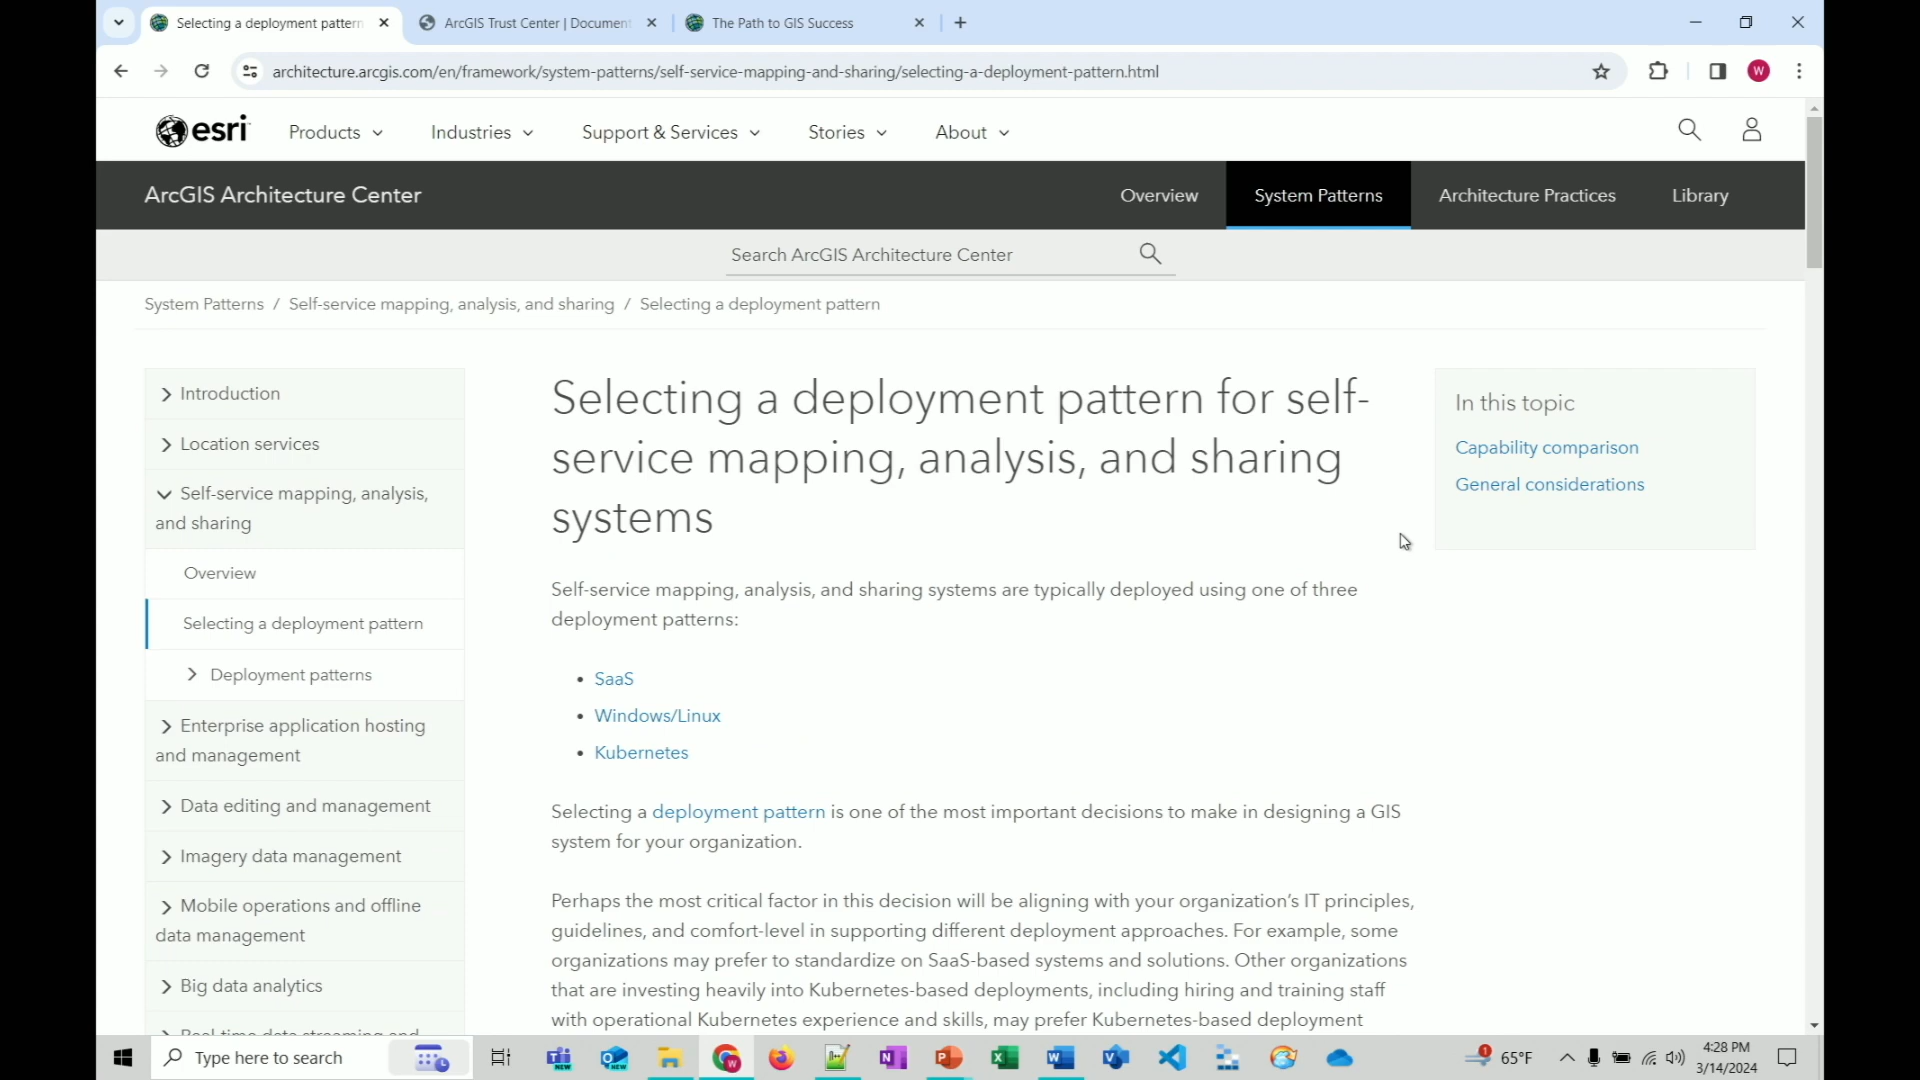 Selecting a deployment pattern
ArcGIS Trust Center | Document
The Path to GIS Success
architecture.arcgis.com/en/framework/system-patterns/self-service-mapping-and-sharing/selecting-a-deployment-pattern.html
W
esri
Products
Industries
Support & Services
Stories
About
ArcGIS Architecture Center
Overview
System Patterns
Architecture Practices
Library
Search ArcGIS Architecture Center
System Patterns / Self-service mapping, analysis, and sharing / Selecting a deployment pattern
Introduction
Location services
Self-service mapping, analysis,
and sharing
Overview
Selecting a deployment pattern
Deployment patterns
Enterprise application hosting
and management
Data editing and management
Imagery data management
Mobile operations and offline
data management
Big data analytics
Real-time data streaming and
Selecting a deployment pattern for self-
service mapping, analysis, and sharing
systems
Self-service mapping, analysis, and sharing systems are typically deployed using one of three
deployment patterns:
• SaaS
• Windows/Linux
• Kubernetes
Selecting a deployment pattern is one of the most important decisions to make in designing a GIS
system for your organization.
Perhaps the most critical factor in this decision will be aligning with your organization's IT principles,
guidelines, and comfort-level in supporting different deployment approaches. For example, some
organizations may prefer to standardize on SaaS-based systems and solutions. Other organizations
that are investing heavily into Kubernetes-based deployments, including hiring and training staff
with operational Kubernetes experience and skills, may prefer Kubernetes-based deployment
In this topic
Capability comparison
General considerations
Type here to search
65°F
4:28 PM
3/14/2024